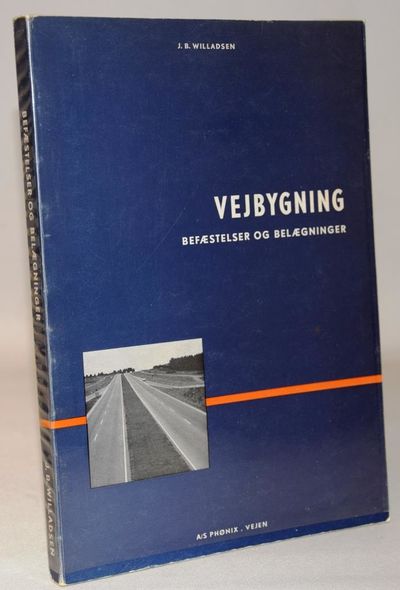 J. B. WILLADSEN
VEJBYGNING
BEFÆSTELSER OG BELÆGNINGER
A/S PHØNIX . VEJEN
BEFÆSTELSER OG BELÆGNINGER
J. B. WILLADSEN